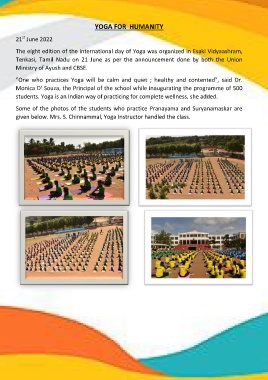 YOGA FOR HUMANITY
21st June 2022
The eight edition of the international day of Yoga was organized in Esaki Vidyaashram,
Tenkasi, Tamil Nadu on 21 June as per the announcement done by both the Union
Ministry of Ayush and CBSE.
"One who practices Yoga will be calm and quiet ; healthy and contented", said Dr.
Monica D' Souza, the Principal of the school while inaugurating the programme of 500
students. Yoga is an Indian way of practicing for complete wellness, she added.
Some of the photos of the students who practice Pranayama and Suryanamaskar are
given below. Mrs. S. Chinnammal, Yoga Instructor handled the class.